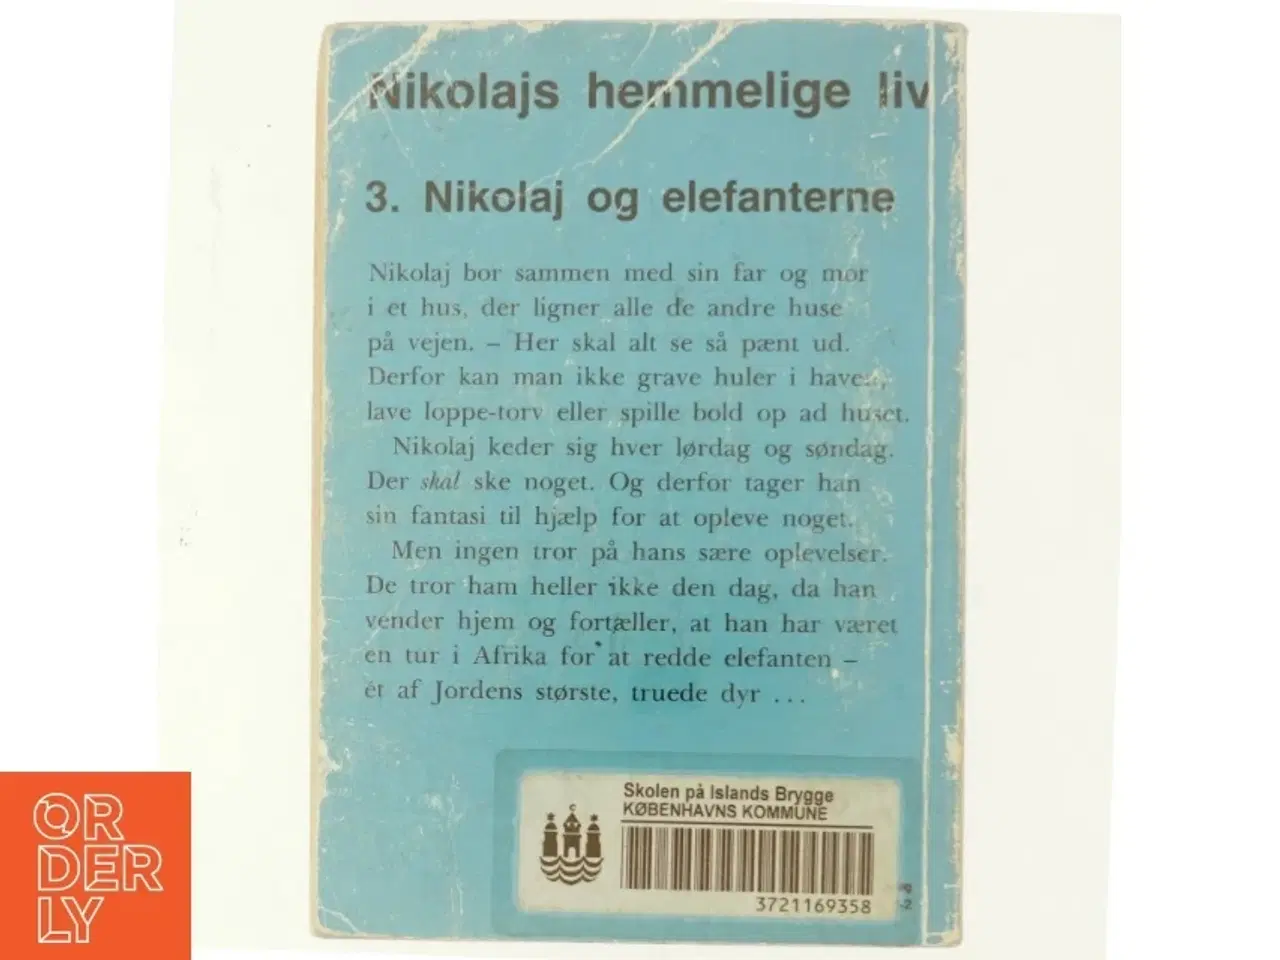 Nikolajs hemmelige liv
3. Nikolaj og elefanterne
Nikolaj bor sammen med sin far og mor
i et hus, der ligner alle de andre huse
på vejen. – Her skal alt se så pænt ud.
Derfor kan man ikke grave huler i haven,
lave loppe-torv eller spille bold op ad huset.
Nikolaj keder sig hver lørdag og søndag.
Der skal ske noget. Og derfor tager han
sin fantasi til hjælp for at opleve noget.
Men ingen tror på hans sære oplevelser.
De tror ham heller ikke den dag, da han
vender hjem og fortæller, at han har været
en tur i Afrika for at redde elefanten –
ét af Jordens største, truede dyr ...
Skolen på Islands Brygge
KØBENHAVNS KOMMUNE
3721169358
-2
ORDERLY